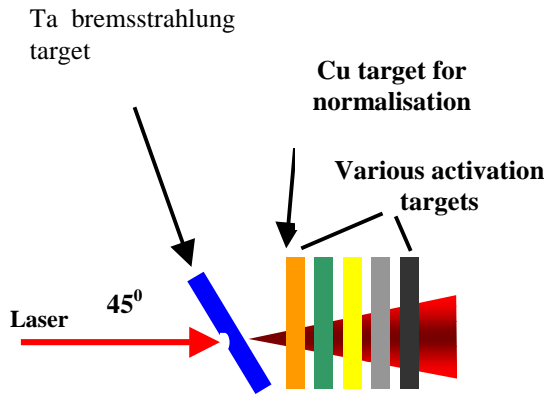 Ta bremsstrahlung
target
Cu target for
normalisation
Various activation
targets
45⁰
Laser